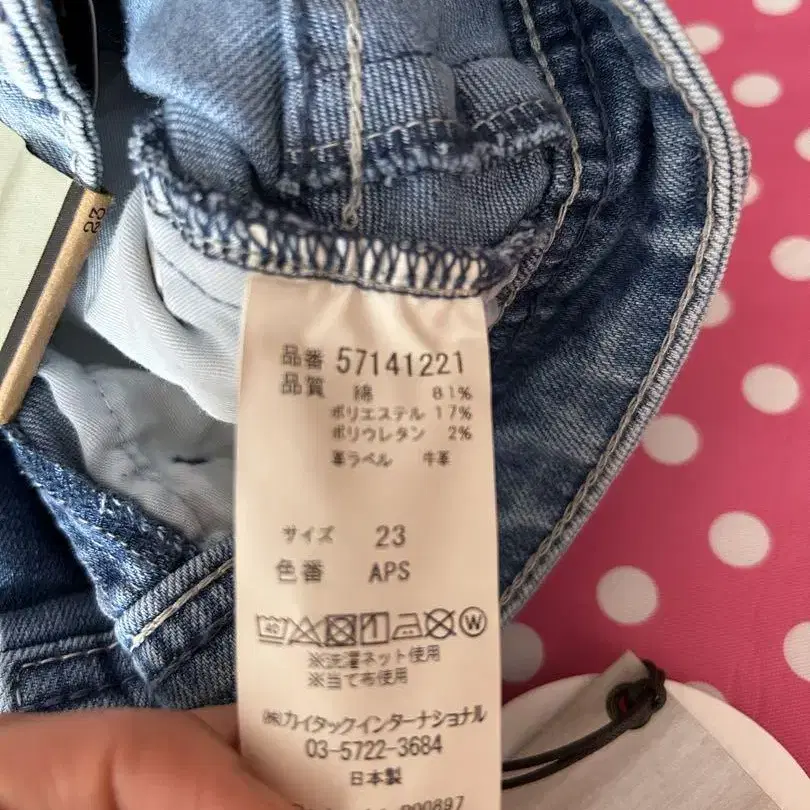 23
品番 57141221
品質 綿 81%
ポリエステル 17%
ポリウレタン 2%
革ラベル 牛革
サイズ 23
色番 APS
40 W
※洗濯ネット使用
※当て布使用
㈱カイタックインターナショナル
03-5722-3684
日本製
R00897